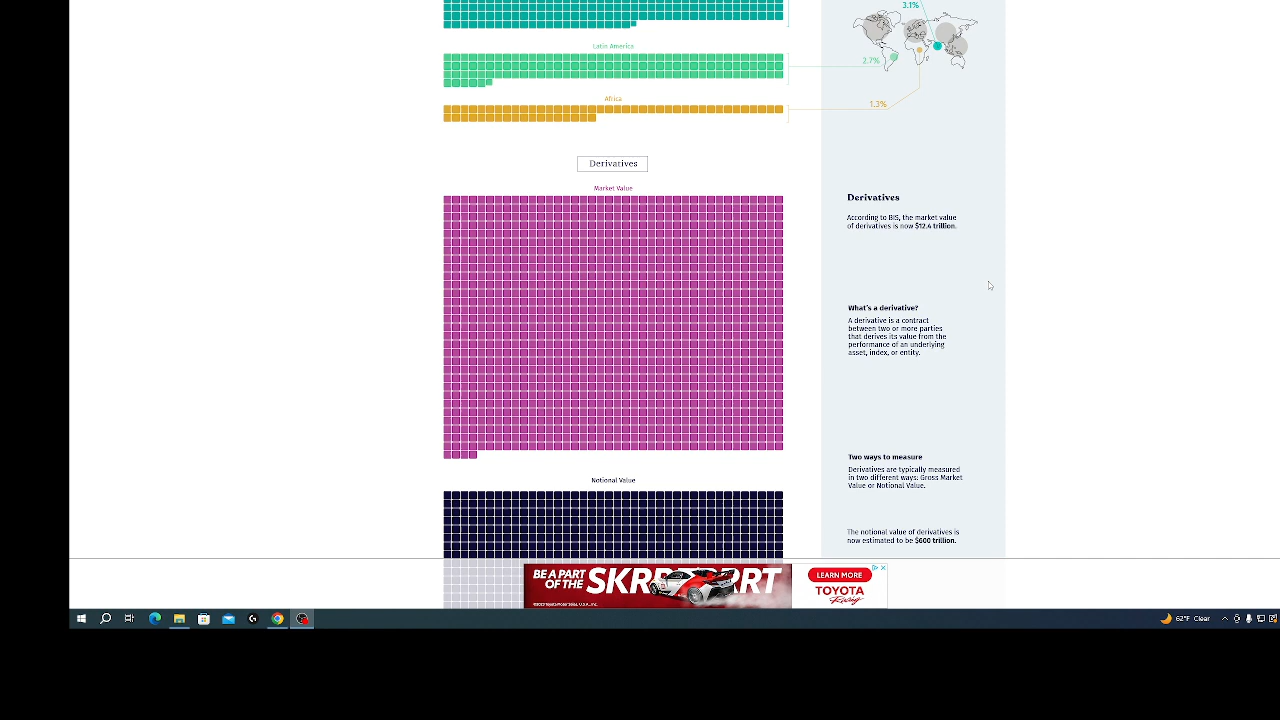 3.1%
Latin America
2.7%
Africa
1.3%
Derivatives
Market Value
Derivatives
According to BIS, the market value
of derivatives is now $12.4 trillion.
What's a derivative?
A derivative is a contract
between two or more parties
that derives its value from the
performance of an underlying
asset, index, or entity.
Two ways to measure
Derivatives are typically measured
in two different ways: Gross Market
Value or Notional Value.
Notional Value
The notional value of derivatives is
now estimated to be $600 trillion.
BE A PART
OF THE
LEARN MORE
TOYOTA
Racing
62°F Clear